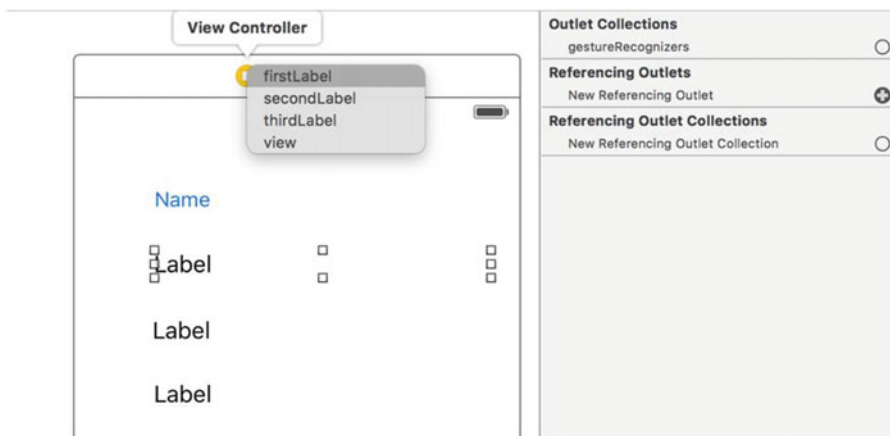 View Controller
firstLabel
secondLabel
thirdLabel
view
Name
Label
Label
Label
Outlet Collections
gestureRecognizers
Referencing Outlets
New Referencing Outlet
Referencing Outlet Collections
New Referencing Outlet Collection